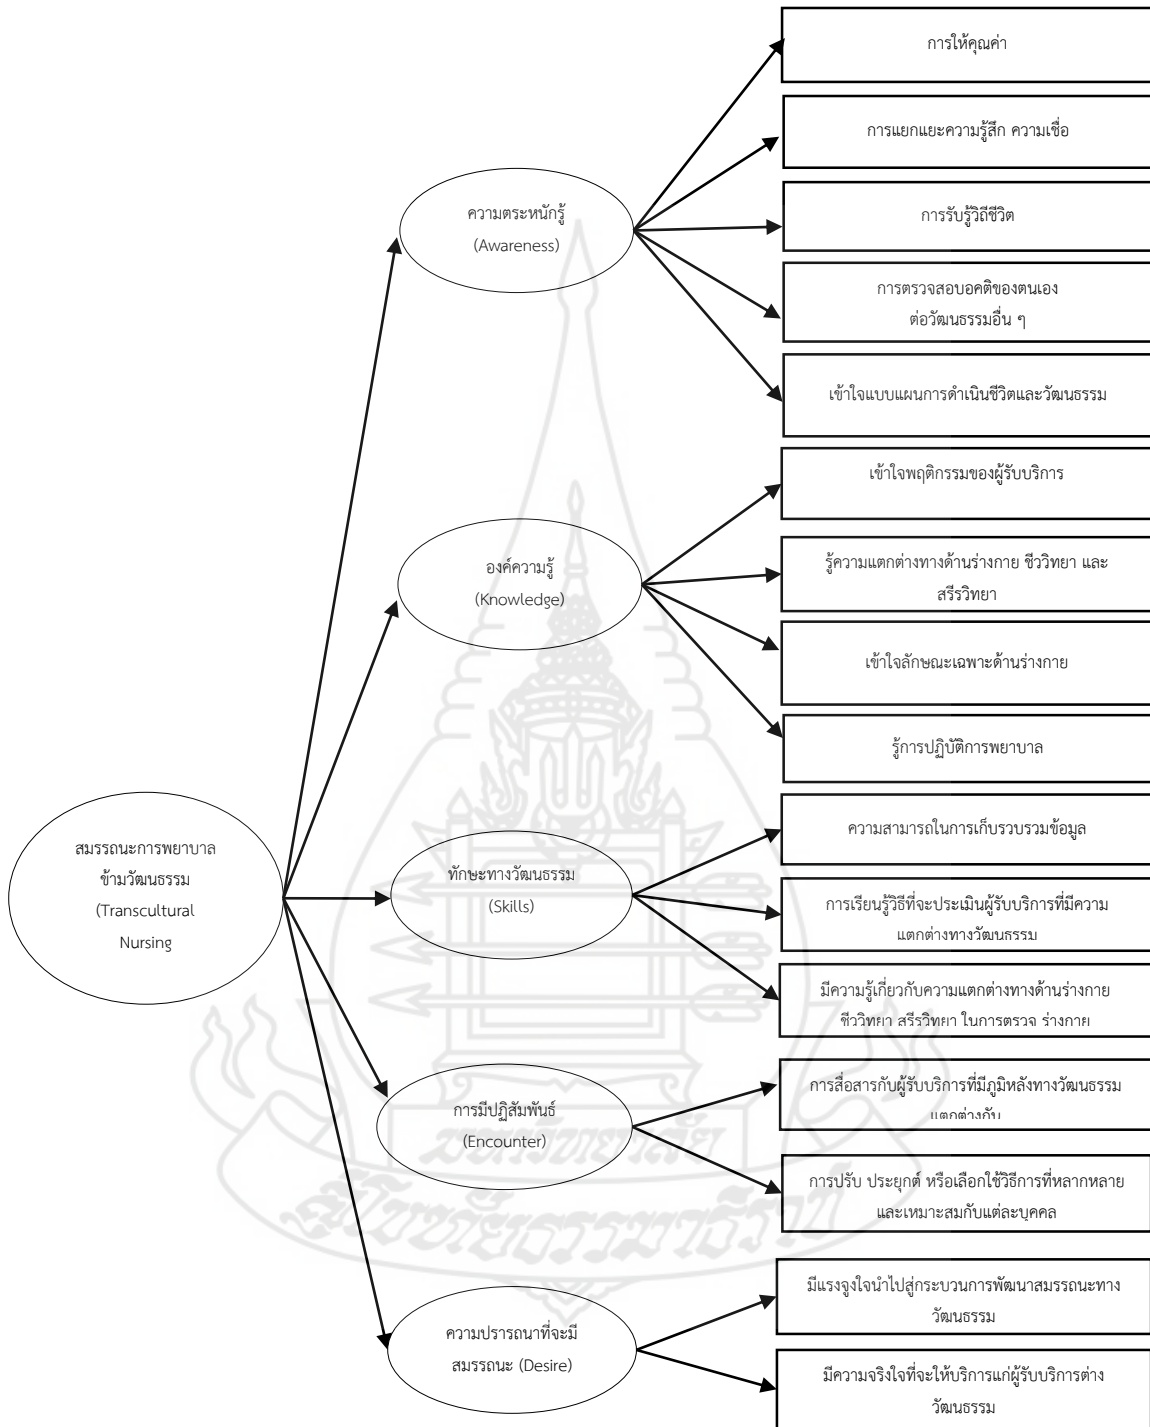 การให้คุณค่า
การแยกแยะความรู้สึก ความเชื่อ
ความตระหนักรู้
(Awareness)
การรับรู้วิถีชีวิต
การตรวจสอบอคติของตนเอง
ต่อวัฒนธรรมอื่น ๆ
เข้าใจแบบแผนการดำเนินชีวิตและวัฒนธรรม
เข้าใจพฤติกรรมของผู้รับบริการ
องค์ความรู้
(Knowledge)
รู้ความแตกต่างทางด้านร่างกาย ชีววิทยา และ
สรีรวิทยา
เข้าใจลักษณะเฉพาะด้านร่างกาย
รู้การปฏิบัติการพยาบาล
สมรรถนะการพยาบาล
ข้ามวัฒนธรรม
(Transcultural
Nursing
ความสามารถในการเก็บรวบรวมข้อมูล
ทักษะทางวัฒนธรรม
(Skills)
การเรียนรู้วิธีที่จะประเมินผู้รับบริการที่มีความ
แตกต่างทางวัฒนธรรม
มีความรู้เกี่ยวกับความแตกต่างทางด้านร่างกาย
ชีววิทยา สรีรวิทยา ในการตรวจ ร่างกาย
การมีปฏิสัมพันธ์
(Encounter)
การสื่อสารกับผู้รับบริการที่มีภูมิหลังทางวัฒนธรรม
แตกต่างกัน
การปรับ ประยุกต์ หรือเลือกใช้วิธีการที่หลากหลาย
และเหมาะสมกับแต่ละบุคคล
มหาวิทยาลัย
สุโขทัยธรรมาธิราช
มีแรงจูงใจนำไปสู่กระบวนการพัฒนาสมรรถนะทาง
วัฒนธรรม
ความปรารถนาที่จะมี
สมรรถนะ (Desire)
มีความจริงใจที่จะให้บริการแก่ผู้รับบริการต่าง
วัฒนธรรม